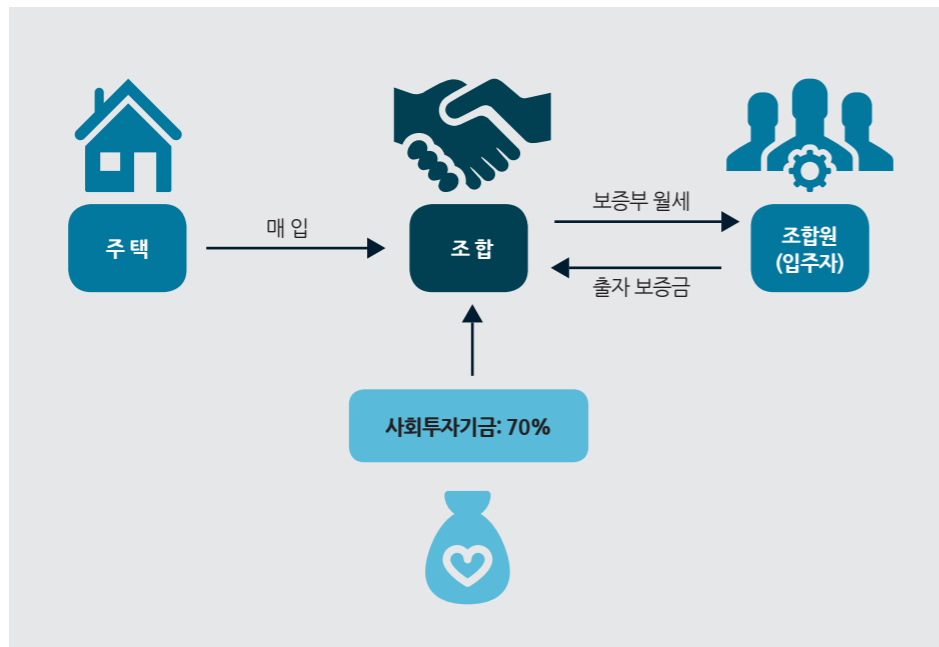 보증부 월세
매 입
주 택
조 합
조합원
(입주자)
출자 보증금
사회투자기금: 70%